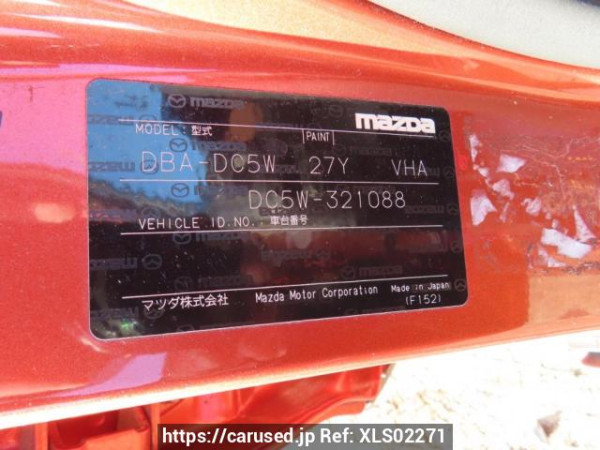 mazda
mazda
MODEL: 型式 PAINT
DBA-DC5W 27Y VHA
DC5W-321088
VEHICLE ID.NO.: 車台番号
マツダ株式会社 Mazda Motor Corporation Made in Japan
(F152)
https://carused.jp Ref: XLS02271